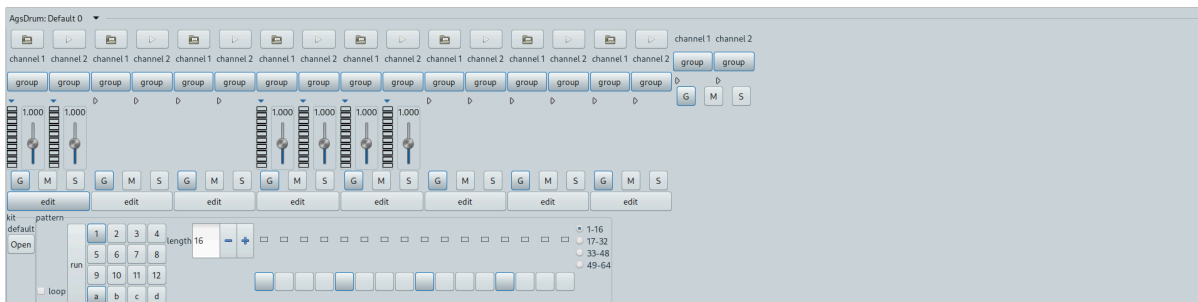 AgsDrum: Default 0
channel 1 channel 2
channel 1 channel 2 channel 1 channel 2 channel 1 channel 2 channel 1 channel 2 channel 1 channel 2 channel 1 channel 2 channel 1 channel 2 channel 1 channel 2
group group
group group group group group group group group group group group group group group group group
G M S
1.000 1.000 1.000 1.000 1.000 1.000
G M S G M S G M S G M S G M S G M S G M S G M S
edit edit edit edit edit edit edit edit
kit pattern
default
Open
run
loop
1 2 3 4
5 6 7 8
9 10 11 12
a b c d
length 16
1-16
17-32
33-48
49-64